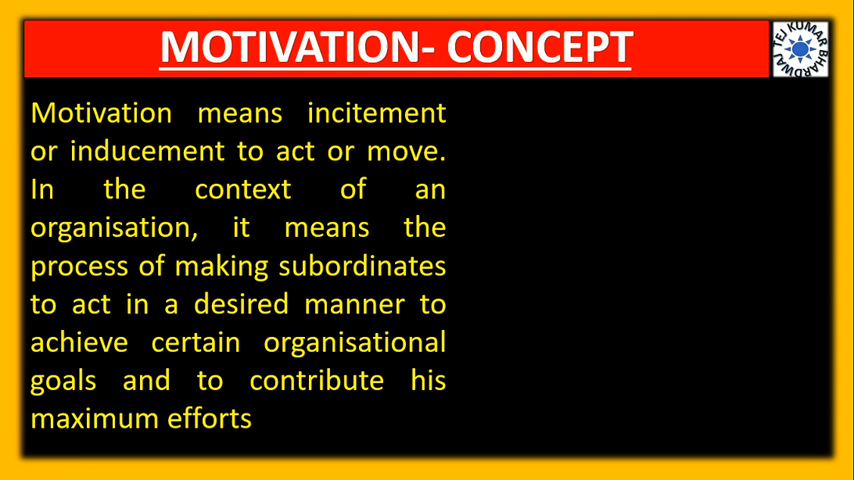 MOTIVATION- CONCEPT
TEJ KUMAR BHARDWAJ
Motivation means incitement
or inducement to act or move.
In the context of an
organisation, it means the
process of making subordinates
to act in a desired manner to
achieve certain organisational
goals and to contribute his
maximum efforts